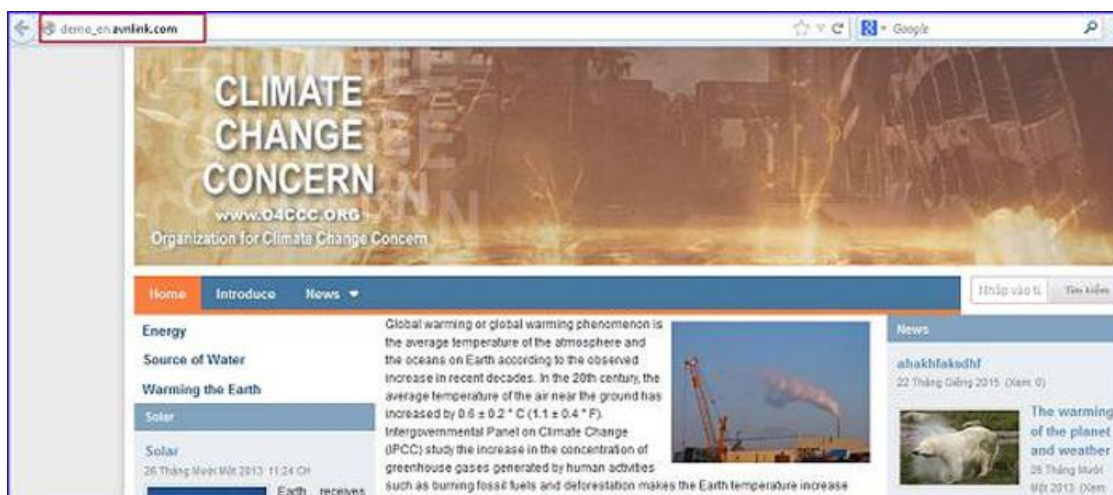 demo_en.avnlink.com
Google
CLIMATE
CHANGE
CONCERN
www.O4CCC.ORG
Organization for Climate Change Concern
Home Introduce News
Nhập vào từ Tìm kiếm
Energy
Source of Water
Warming the Earth
Solar
Solar
26 Tháng Mười Một 2013 11:24 CH
Earth receives
Global warming or global warming phenomenon is
the average temperature of the atmosphere and
the oceans on Earth according to the observed
increase in recent decades. In the 20th century, the
average temperature of the air near the ground has
increased by 0.6 ± 0.2 ° C (1.1 ± 0.4 ° F).
Intergovernmental Panel on Climate Change
(IPCC) study the increase in the concentration of
greenhouse gases generated by human activities
such as burning fossil fuels and deforestation makes the Earth temperature increase
News
ahakhfaksdhf
22 Tháng Giêng 2015 (Xem: 0)
The warming
of the planet
and weather
26 Tháng Mười
Một 2013 (Xem: